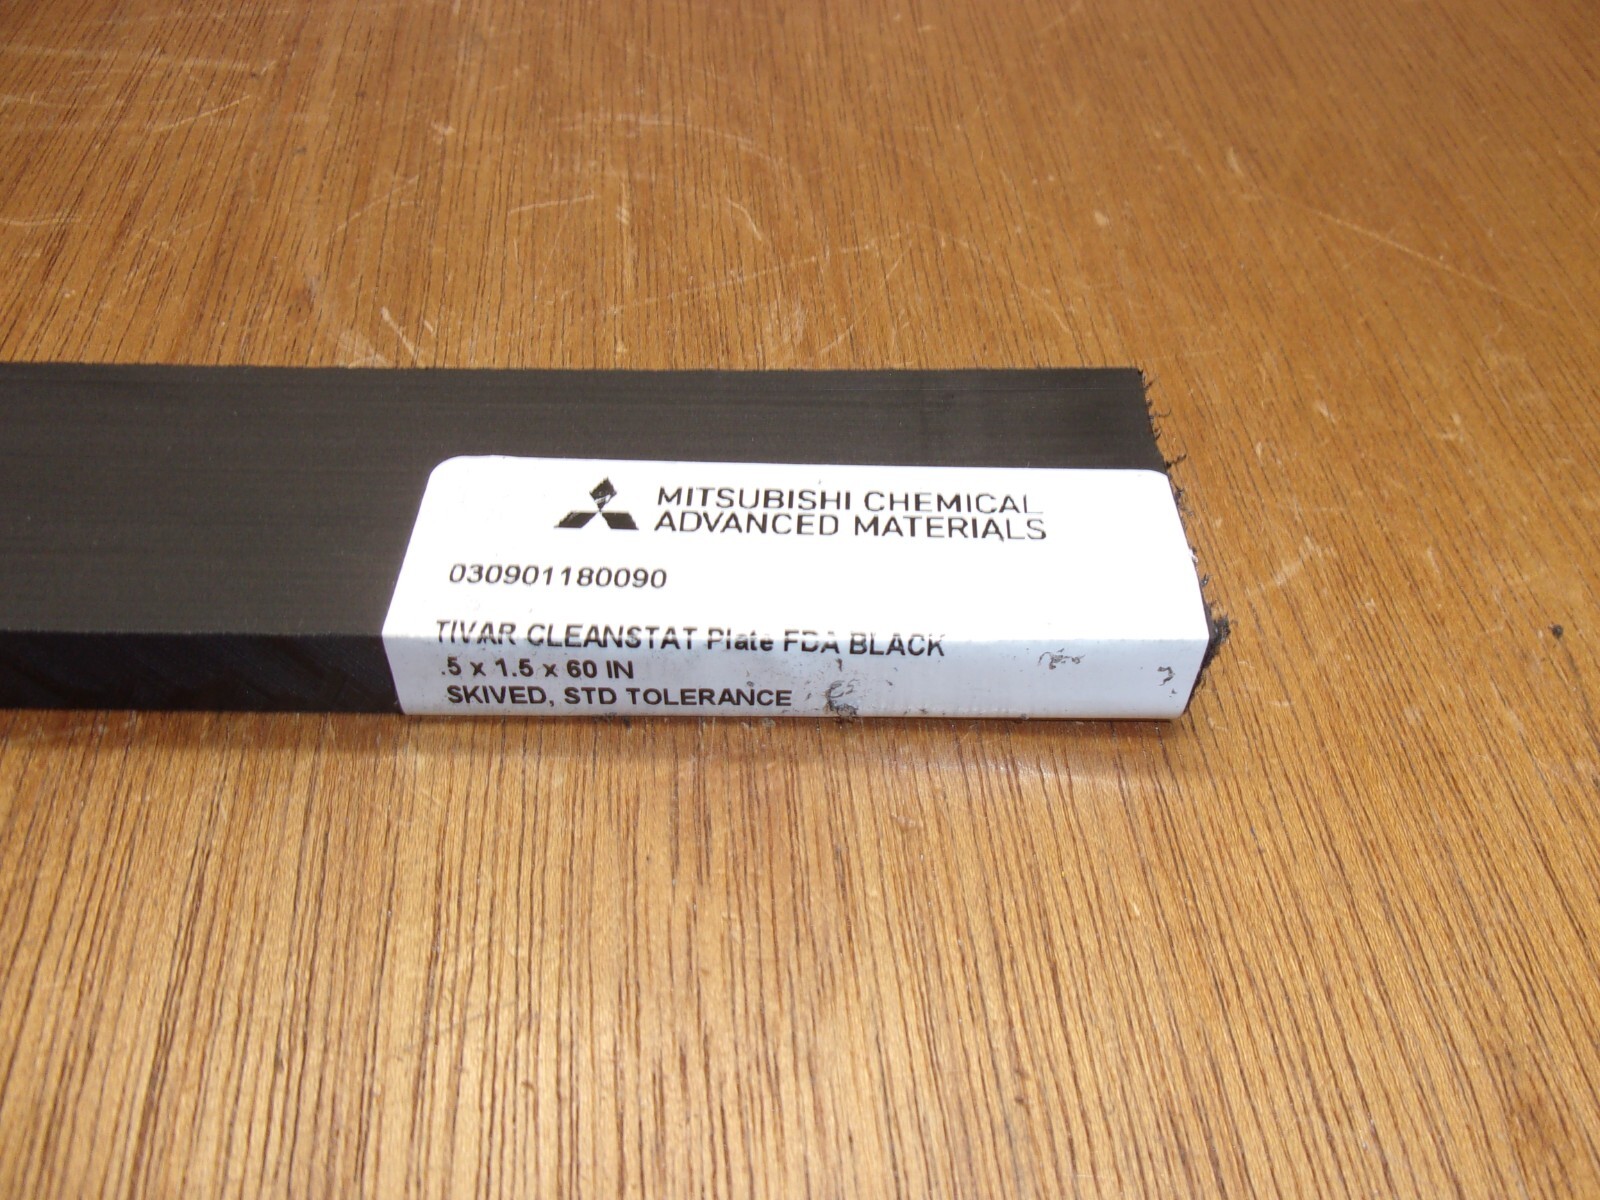 MITSUBISHI CHEMICAL
ADVANCED MATERIALS
030901180090
TIVAR CLEANSTAT Plate FDA BLACK
.5 x 1.5 x 60 IN
SKIVED, STD TOLERANCE